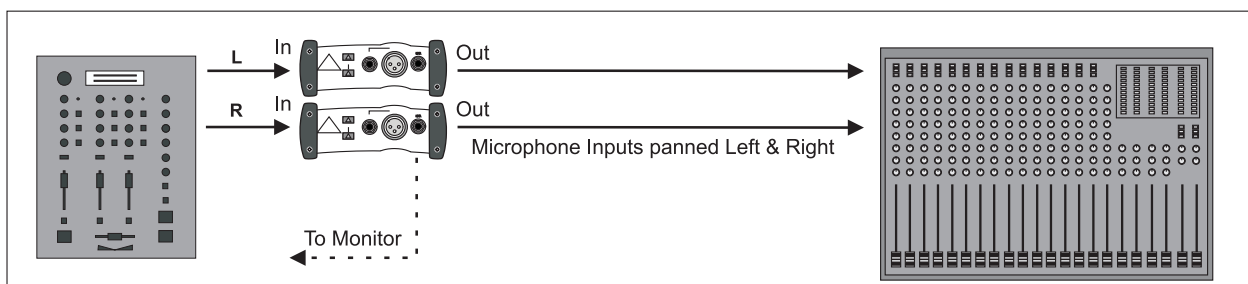 L
In
Out
R
In
Out
Microphone Inputs panned Left & Right
To Monitor